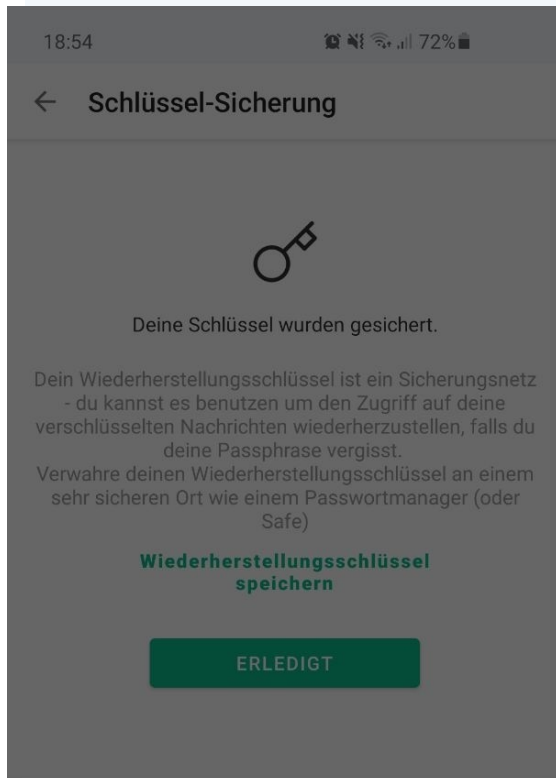 18:54
72%
Schlüssel-Sicherung
Deine Schlüssel wurden gesichert.
Dein Wiederherstellungsschlüssel ist ein Sicherungsnetz
- du kannst es benutzen um den Zugriff auf deine
verschlüsselten Nachrichten wiederherzustellen, falls du
deine Passphrase vergisst.
Verwahre deinen Wiederherstellungsschlüssel an einem
sehr sicheren Ort wie einem Passwortmanager (oder
Safe)
Wiederherstellungsschlüssel
speichern
ERLEDIGT